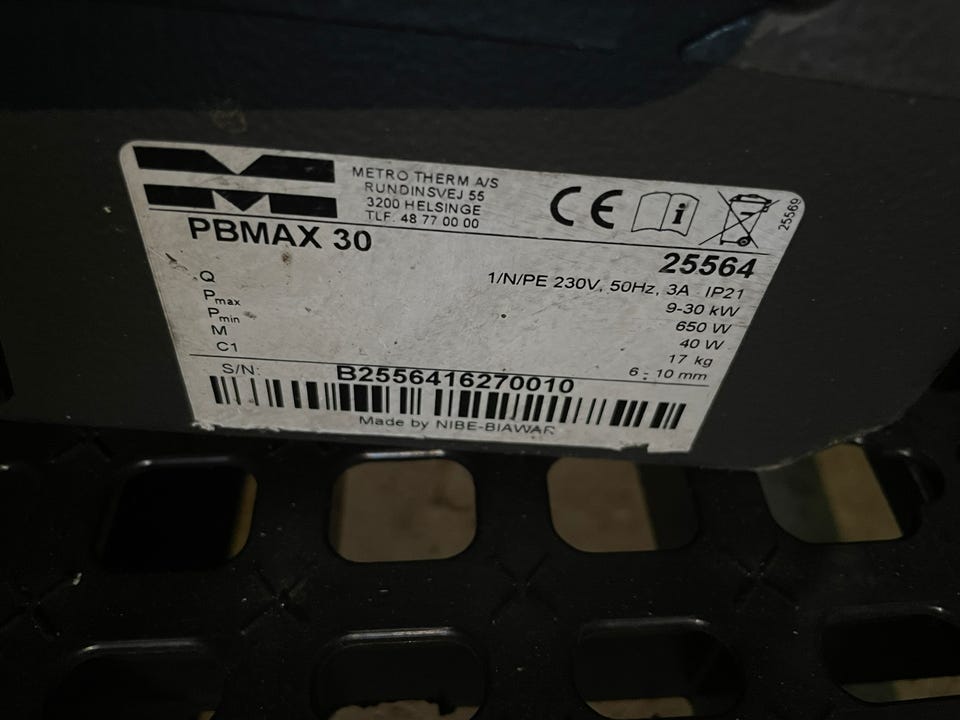 METRO THERM A/S
RUNDINSVEJ 55
3200 HELSINGE
TLF. 48 77 00 00
CE
i
25569
PBMAX 30
25564
1/N/PE 230V, 50Hz, 3A IP21
Q 9-30 kW
Pmax 650 W
Pmin 40 W
M 17 kg
C1 6 - 10 mm
S/N: B2556416270010
Made by NIBE-BIAWAR